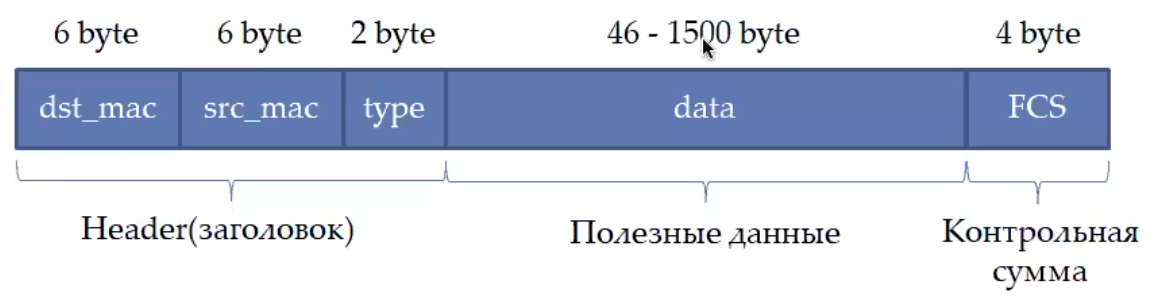 6 byte 6 byte 2 byte 46 - 1500 byte 4 byte
dst_mac src_mac type data FCS
Header(заголовок) Полезные данные Контрольная
сумма